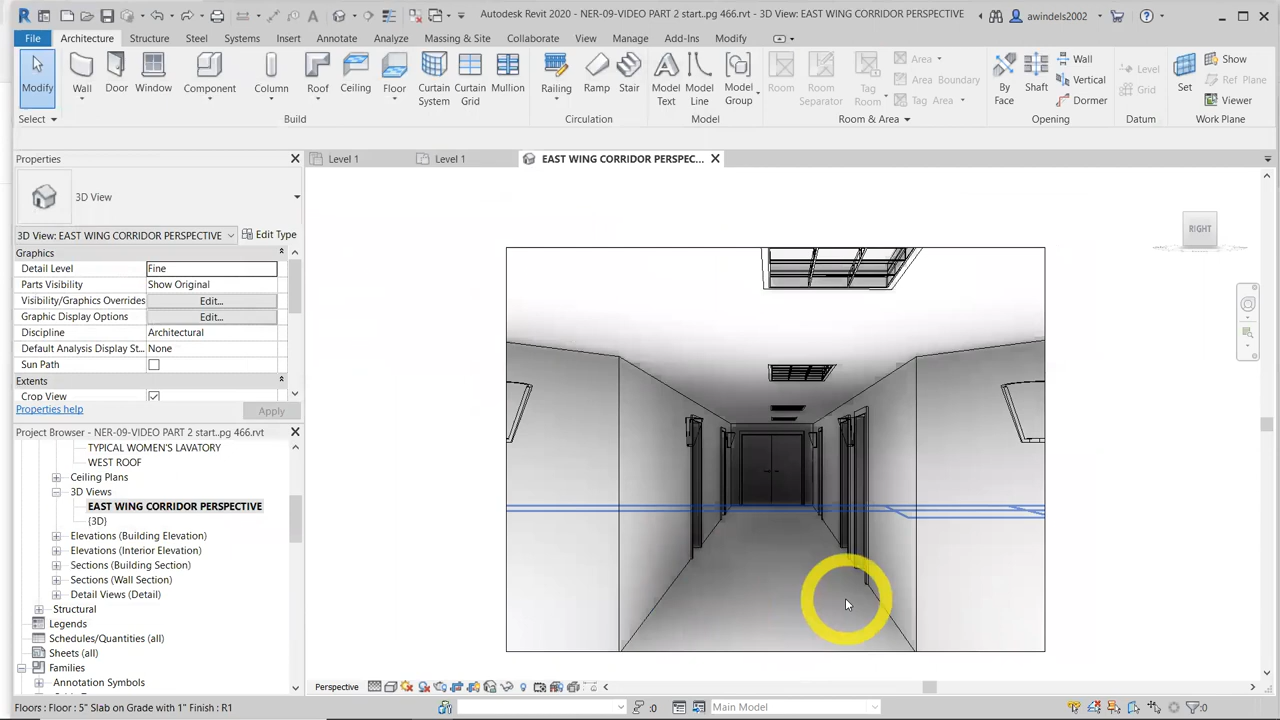 Autodesk Revit 2020 - NER-09-VIDEO PART 2 start..pg 466.rvt - 3D View: EAST WING CORRIDOR PERSPECTIVE
awindels2002
File Architecture Structure Steel Systems Insert Annotate Analyze Massing & Site Collaborate View Manage Add-Ins Modify
Modify Wall Door Window Component Column Roof Ceiling Floor Curtain System Curtain Grid Mullion Railing Ramp Stair Model Text Model Line Model Group Room Room Separator Tag Room Area Area Boundary Tag Area By Face Shaft Wall Vertical Dormer Level Grid Set Show Ref Plane Viewer
Select Build Circulation Model Room & Area Opening Datum Work Plane
Properties
Level 1
Level 1
EAST WING CORRIDOR PERSPEC...
3D View
3D View: EAST WING CORRIDOR PERSPECTIVE Edit Type
Graphics
Detail Level Fine
Parts Visibility Show Original
Visibility/Graphics Overrides Edit...
Graphic Display Options Edit...
Discipline Architectural
Default Analysis Display St... None
Sun Path
Extents
Crop View
Properties help Apply
Project Browser - NER-09-VIDEO PART 2 start..pg 466.rvt
TYPICAL WOMEN'S LAVATORY
WEST ROOF
Ceiling Plans
3D Views
EAST WING CORRIDOR PERSPECTIVE
{3D}
Elevations (Building Elevation)
Elevations (Interior Elevation)
Sections (Building Section)
Sections (Wall Section)
Detail Views (Detail)
Structural
Legends
Schedules/Quantities (all)
Sheets (all)
Families
Annotation Symbols
RIGHT
Perspective
Floors : Floor : 5" Slab on Grade with 1" Finish : R1
:0
Main Model
:0